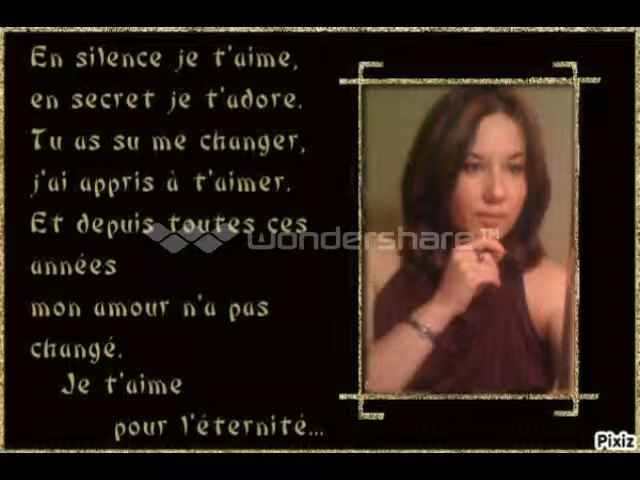 En silence je t'aime,
en secret je t'adore.
Tu as su me changer,
j'ai appris à t'aimer.
Et depuis toutes ces
années
mon amour n'a pas
changé.
Je t'aime
pour l'éternité...
wondershare
Pixiz